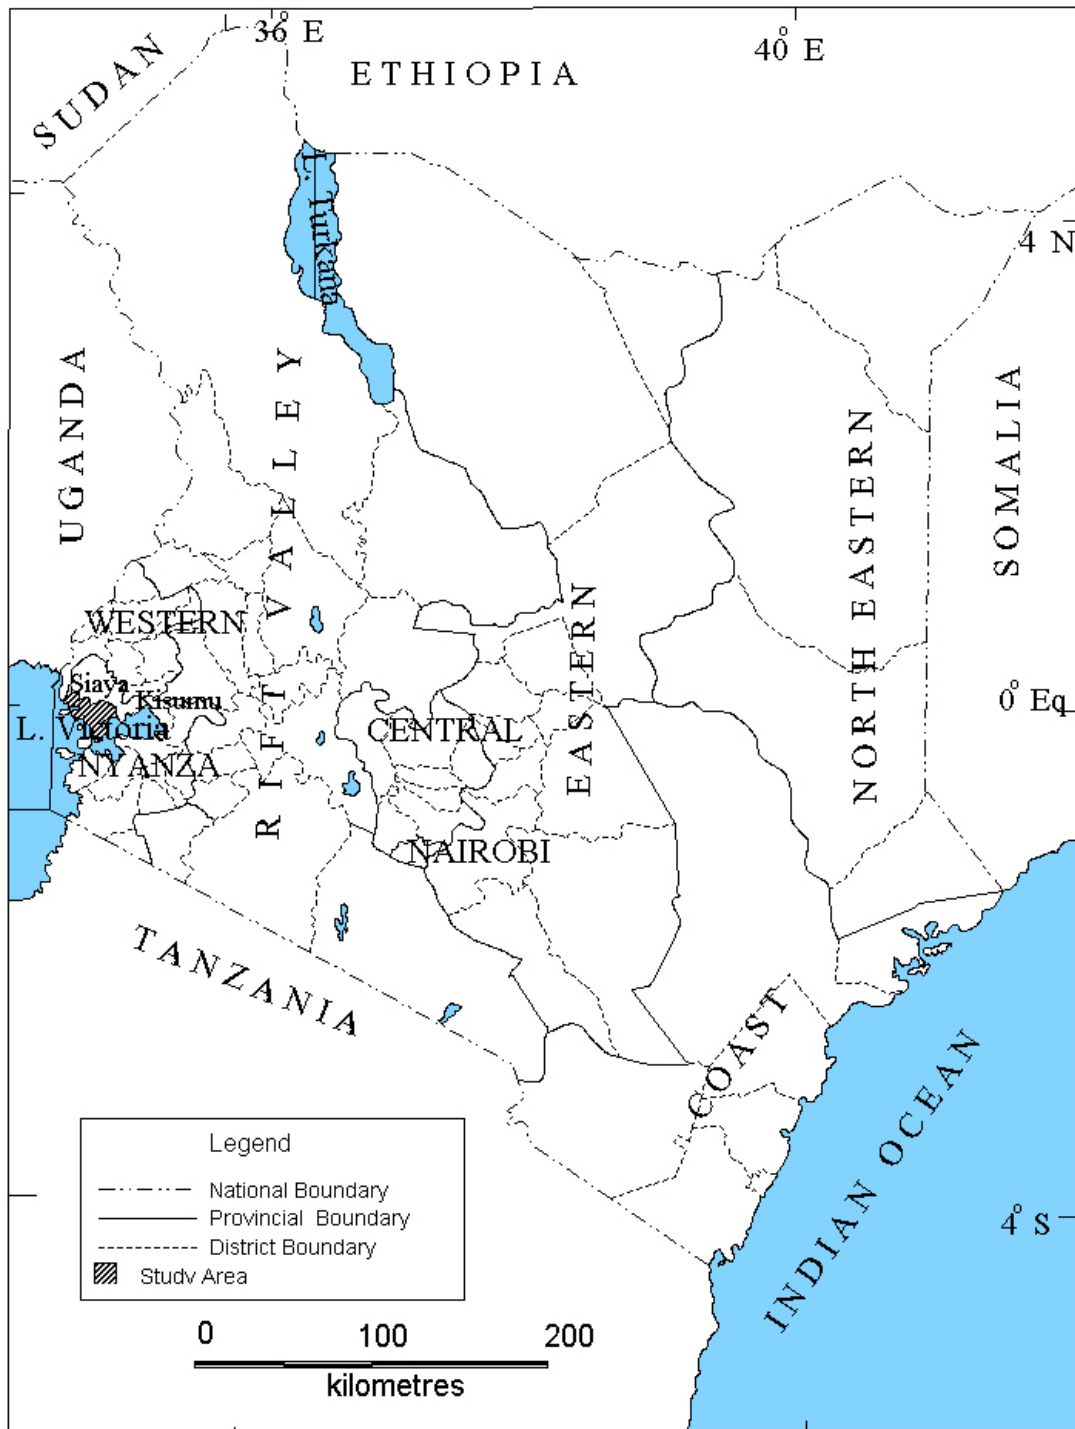 36° E
40° E
SUDAN
ETHIOPIA
L. Turkana
4 N
UGANDA
RIFT VALLEY
SOMALIA
NORTH EASTERN
EASTERN
WESTERN
Siaya
Kisumu
0° Eq
L. Victoria
CENTRAL
NYANZA
NAIROBI
TANZANIA
COAST
INDIAN OCEAN
Legend
National Boundary
Provincial Boundary
District Boundary
Study Area
4° S
0 100 200
kilometres